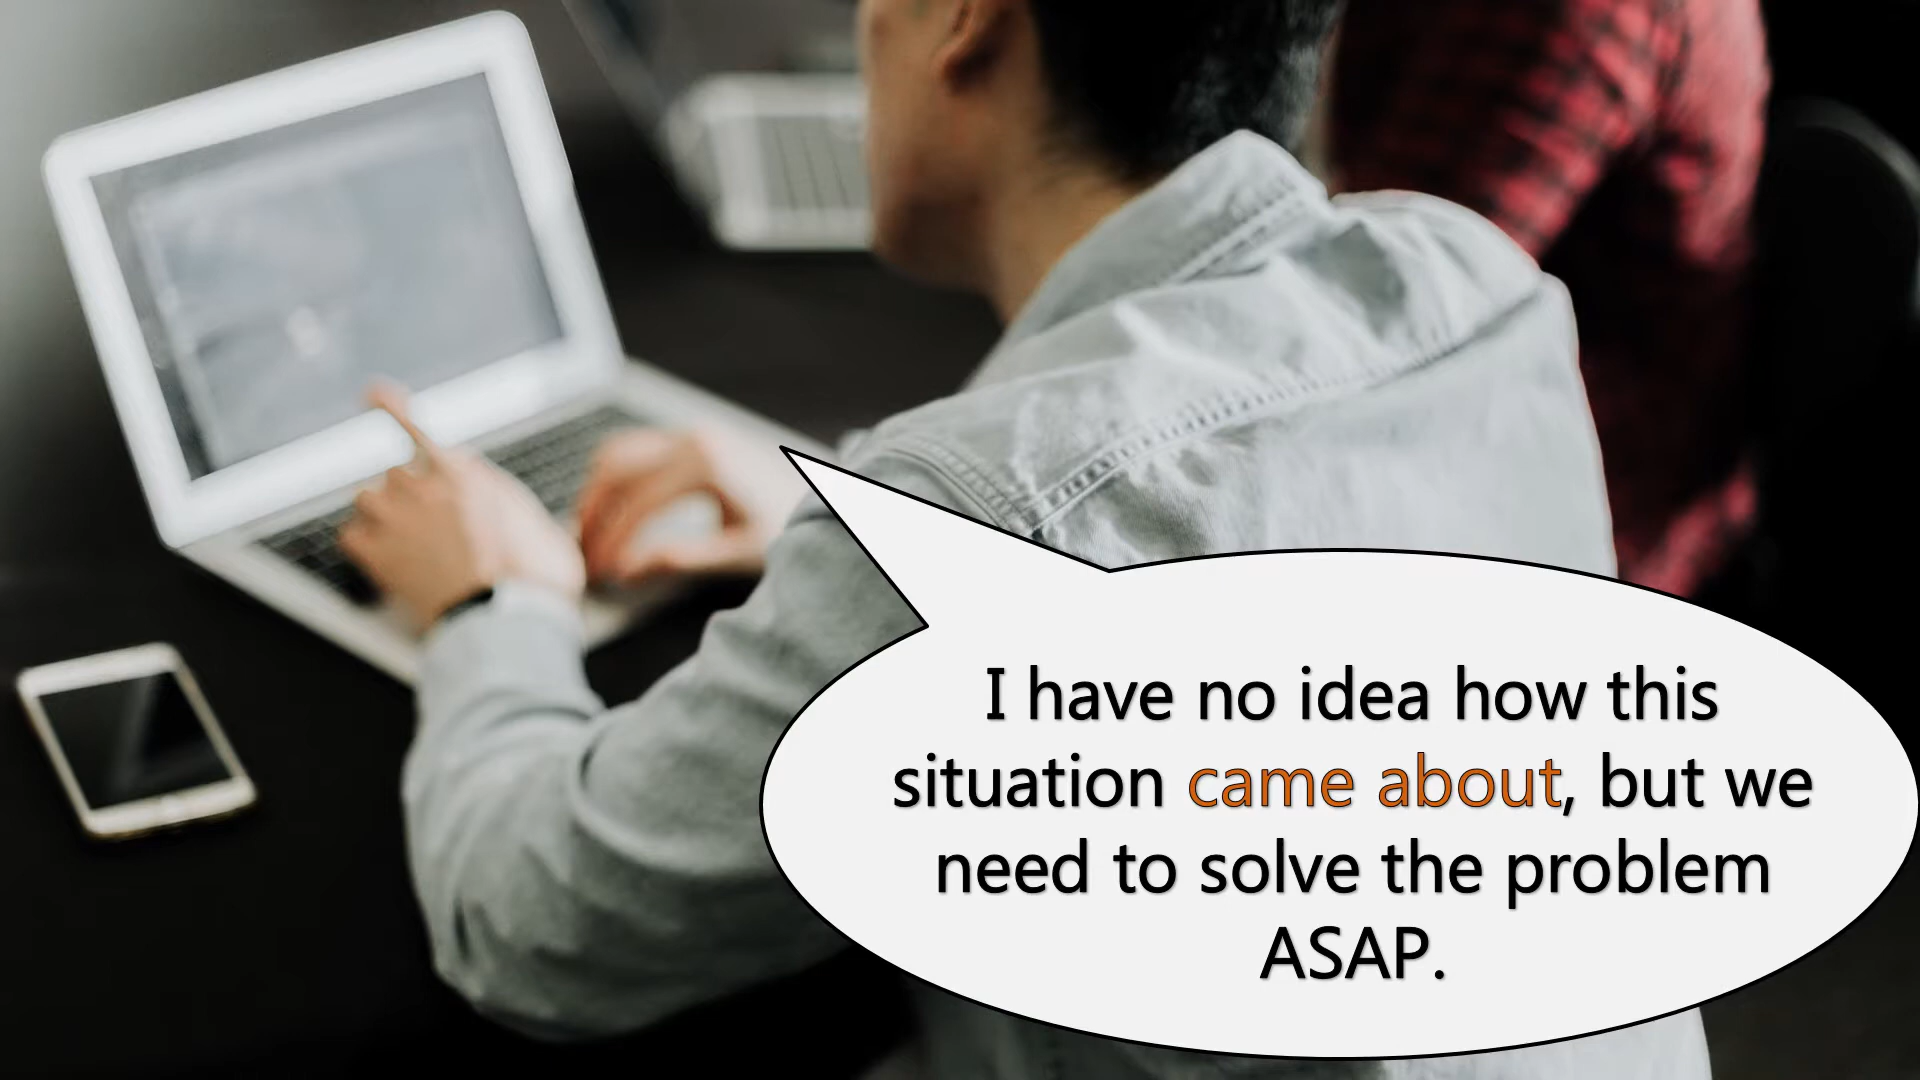 I have no idea how this
situation came about, but we
need to solve the problem
ASAP.